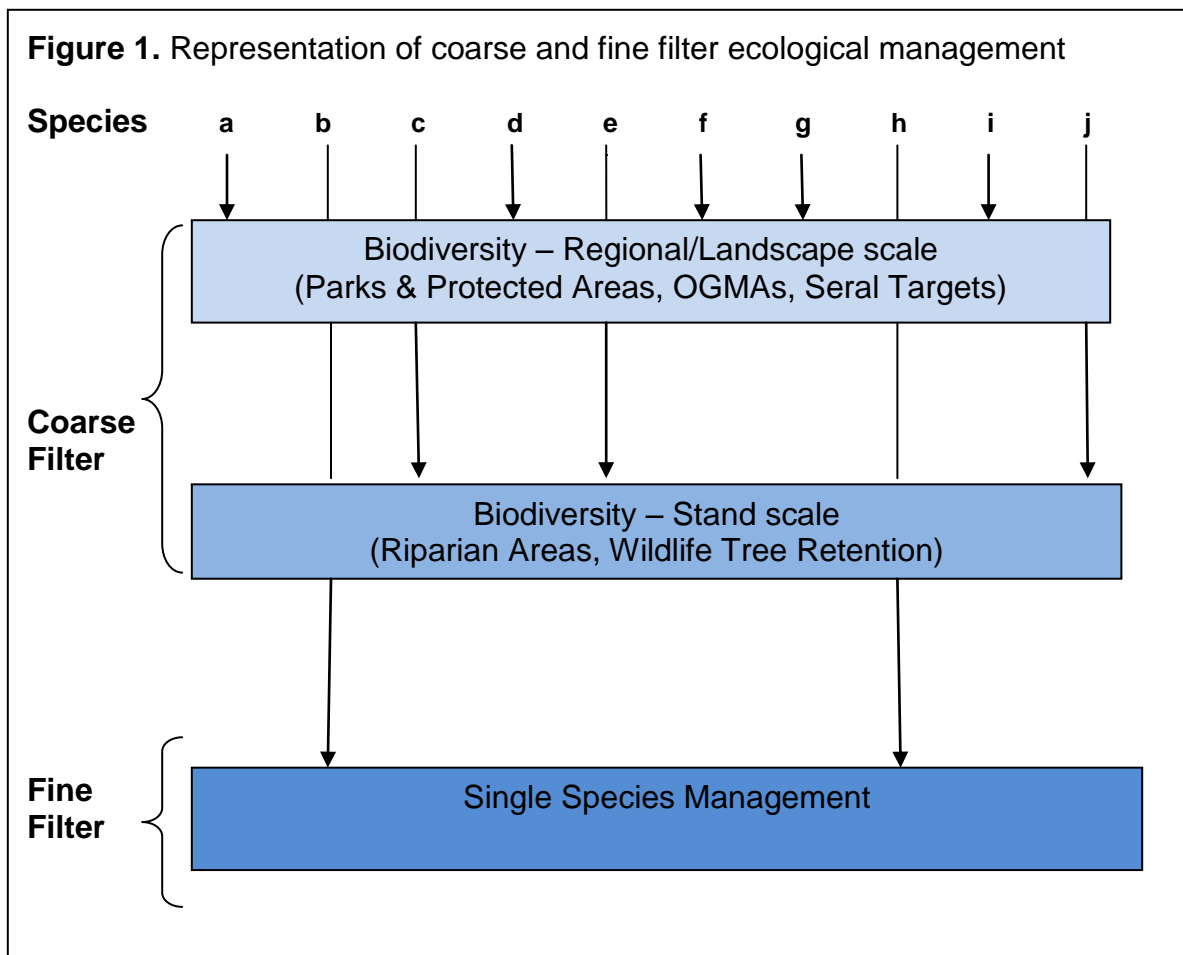 Figure 1. Representation of coarse and fine filter ecological management
Species a b c d e f g h i j
Biodiversity – Regional/Landscape scale
(Parks & Protected Areas, OGMAs, Seral Targets)
Coarse
Filter
Biodiversity – Stand scale
(Riparian Areas, Wildlife Tree Retention)
Fine
Filter
Single Species Management